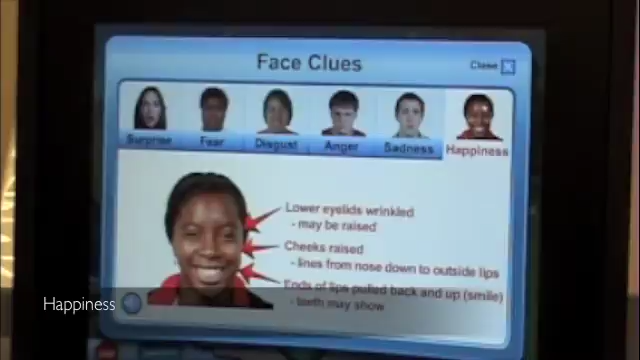 Face Clues
Close
Surprise
Fear
Disgust
Anger
Sadness
Happiness
Lower eyelids wrinkled
- may be raised
Cheeks raised
- lines from nose down to outside lips
Ends of lips pulled back and up (smile)
- teeth may show
Happiness